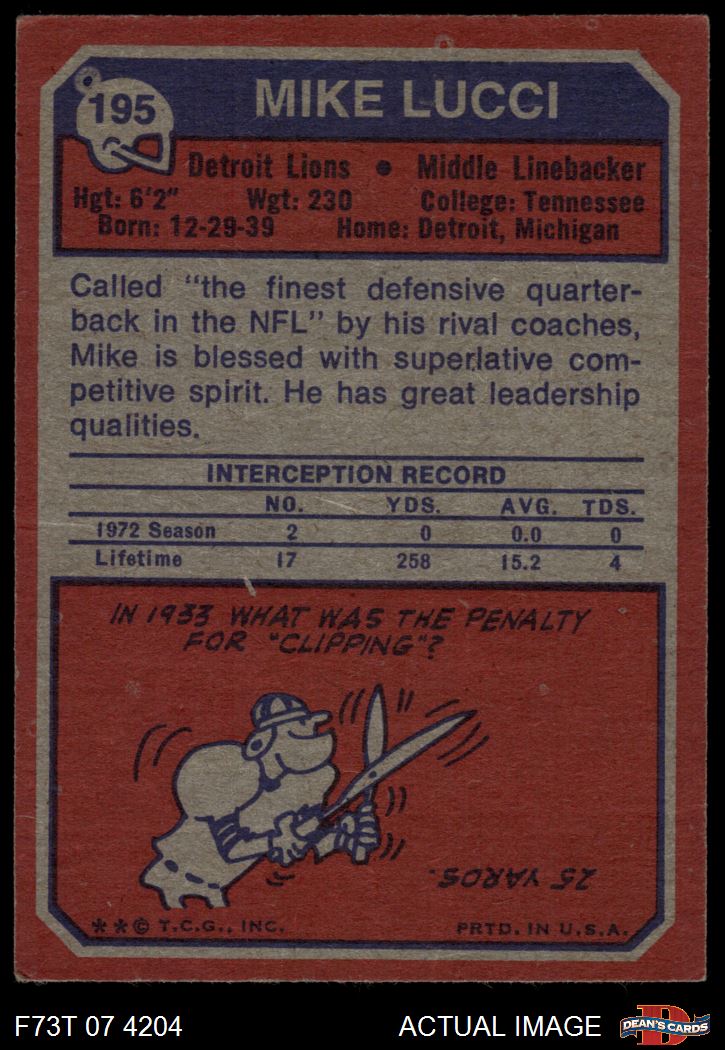 195
MIKE LUCCI
Detroit Lions • Middle Linebacker
Hgt: 6'2" Wgt: 230 College: Tennessee
Born: 12-29-39 Home: Detroit, Michigan
Called "the finest defensive quarter-
back in the NFL" by his rival coaches,
Mike is blessed with superlative com-
petitive spirit. He has great leadership
qualities.
INTERCEPTION RECORD
NO. YDS. AVG. TDS.
1972 Season 2 0 0.0 0
Lifetime 17 258 15.2 4
IN 1933 WHAT WAS THE PENALTY
FOR "CLIPPING"?
25 YARDS.
**© T.C.G., INC. PRTD. IN U.S.A.
F73T 07 4204 ACTUAL IMAGE
D
DEAN'S CARDS